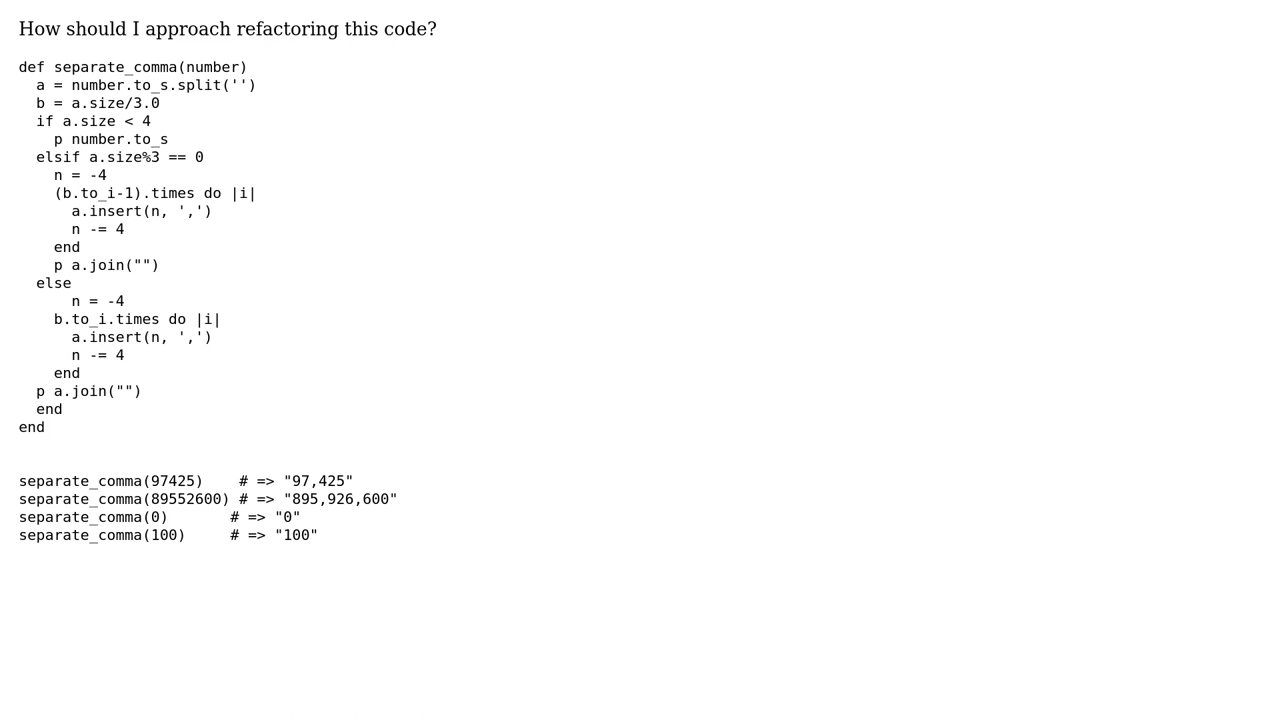 How should I approach refactoring this code?
def separate_comma(number)
  a = number.to_s.split('')
  b = a.size/3.0
  if a.size < 4
    p number.to_s
  elsif a.size%3 == 0
    n = -4
    (b.to_i-1).times do |i|
      a.insert(n, ',')
      n -= 4
    end
    p a.join("")
  else
      n = -4
    b.to_i.times do |i|
      a.insert(n, ',')
      n -= 4
    end
  p a.join("")
  end
end
separate_comma(97425)    # => "97,425"
separate_comma(89552600) # => "895,926,600"
separate_comma(0)       # => "0"
separate_comma(100)     # => "100"